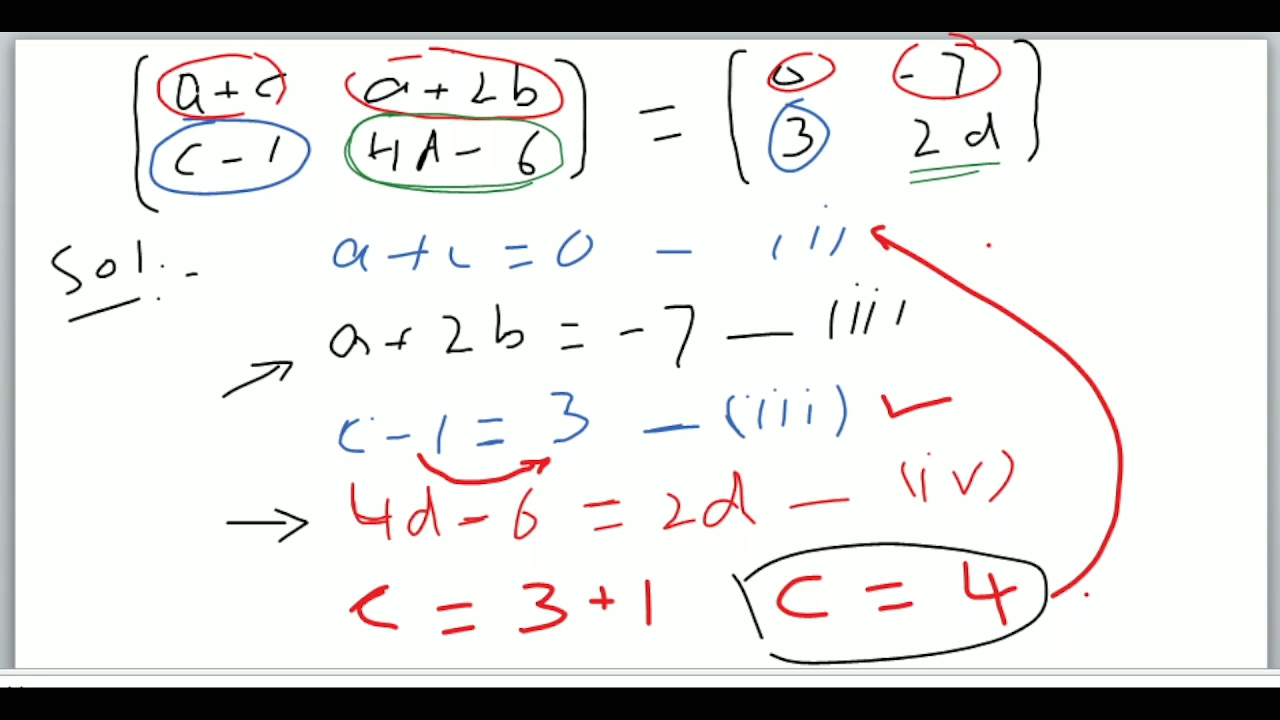 [a+c a+2b] = [0 -7]
[c-1 4d-6] [3 2d]
Sol:-
a+c=0 - (i)
a+2b=-7 — (ii)
c-1=3 — (iii)
4d-6=2d — (iv)
c=3+1 c=4